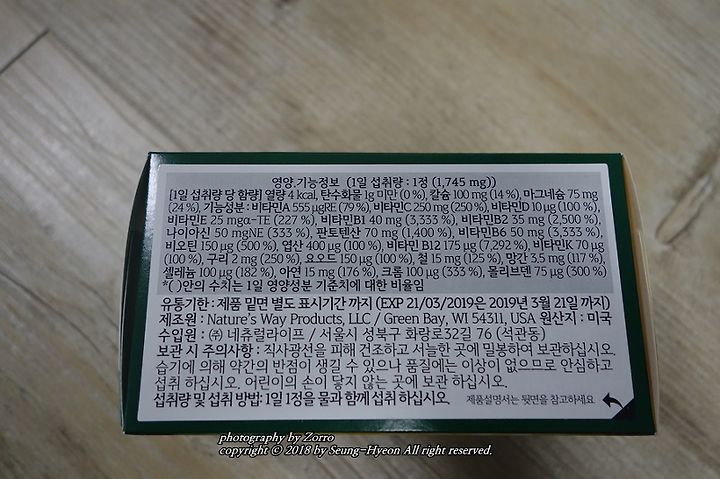 영양.기능정보 (1일 섭취량 : 1정 (1,745 mg))
[1일 섭취량 당 함량] 열량 4 kcal, 탄수화물 1g 미만 (0 %), 칼슘 100 mg (14 %), 마그네슘 75 mg
(24 %), 기능성분 : 비타민A 555 μgRE (79 %), 비타민C 250 mg (250 %), 비타민D 10 μg (100 %),
비타민E 25 mgα-TE (227 %), 비타민B1 40 mg (3,333 %), 비타민B2 35 mg (2,500 %),
나이아신 50 mgNE (333 %), 판토텐산 70 mg (1,400 %), 비타민B6 50 mg (3,333 %),
비오틴 150 μg (500 %), 엽산 400 μg (100 %), 비타민B12 175 μg (7,292 %), 비타민K 70 μg
(100 %), 구리 2 mg (250 %), 요오드 150 μg (100 %), 철 15 mg (125 %), 망간 3.5 mg (117 %),
셀레늄 100 μg (182 %), 아연 15 mg (176 %), 크롬 100 μg (333 %), 몰리브덴 75 μg (300 %)
*( )안의 수치는 1일 영양성분 기준치에 대한 비율임
유통기한 : 제품 밑면 별도 표시기간 까지 (EXP 21/03/2019은 2019년 3월 21일 까지)
제조원 : Nature's Way Products, LLC / Green Bay, WI 54311, USA 원산지 : 미국
수입원 : ㈜ 네츄럴라이프 / 서울시 성북구 화랑로32길 76 (석관동)
보관 시 주의사항 : 직사광선을 피해 건조하고 서늘한 곳에 밀봉하여 보관하십시오.
습기에 의해 약간의 반점이 생길 수 있으나 품질에는 이상이 없으므로 안심하고
섭취 하십시오. 어린이의 손이 닿지 않는 곳에 보관 하십시오.
섭취량 및 섭취 방법: 1일 1정을 물과 함께 섭취 하십시오.
제품설명서는 뒷면을 참고하세요
photography by Zorro
copyright © 2018 by Seung-Hyeon All right reserved.